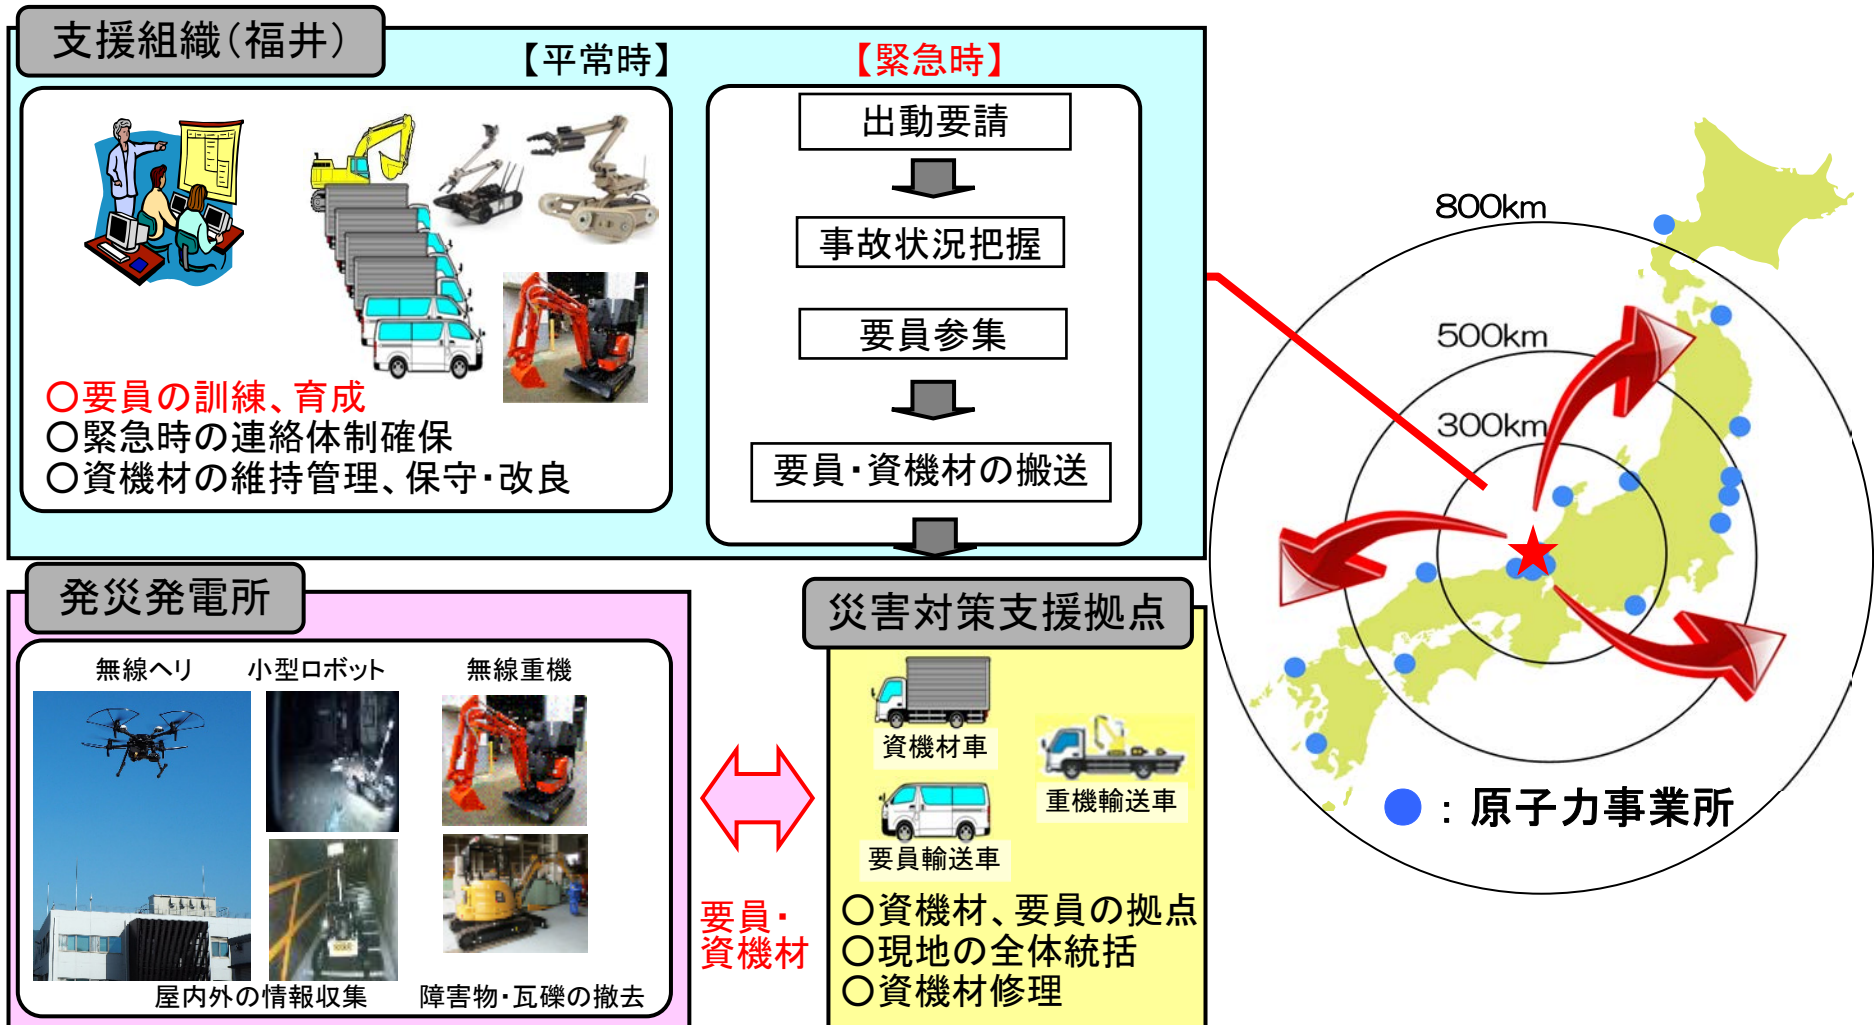 支援組織(福井)
【平常時】
【緊急時】
出動要請
事故状況把握
要員参集
要員・資機材の搬送
○要員の訓練、育成
○緊急時の連絡体制確保
○資機材の維持管理、保守・改良
発災発電所
無線ヘリ
小型ロボット
無線重機
屋内外の情報収集
障害物・瓦礫の撤去
要員・
資機材
災害対策支援拠点
資機材車
重機輸送車
要員輸送車
○資機材、要員の拠点
○現地の全体統括
○資機材修理
800km
500km
300km
:原子力事業所